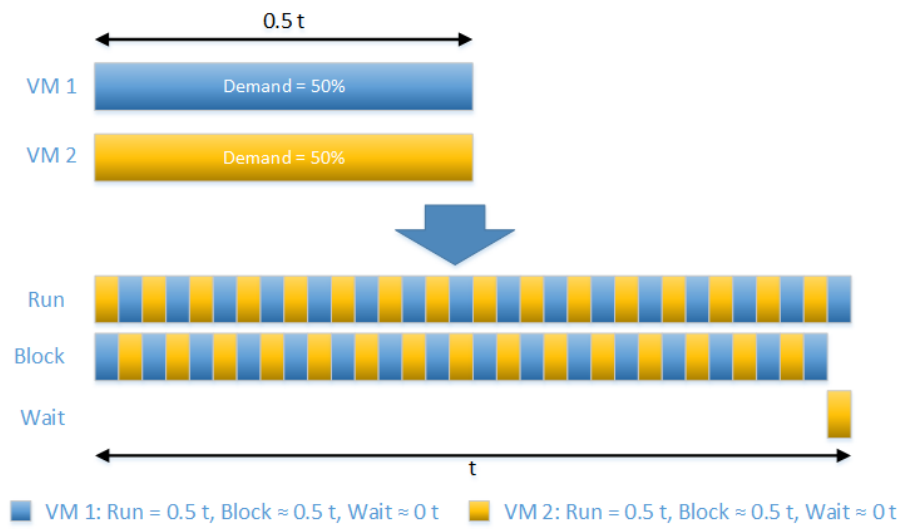 0.5 t
VM 1
Demand = 50%
VM 2
Demand = 50%
Run
Block
Wait
t
VM 1: Run = 0.5 t, Block ≈ 0.5 t, Wait ≈ 0 t
VM 2: Run = 0.5 t, Block ≈ 0.5 t, Wait ≈ 0 t